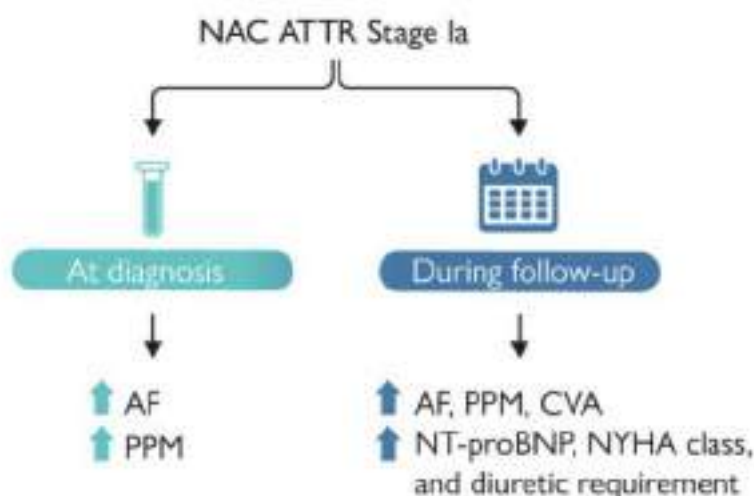 NAC ATTR Stage Ia
At diagnosis
During follow-up
AF
PPM
AF, PPM, CVA
NT-proBNP, NYHA class,
and diuretic requirement